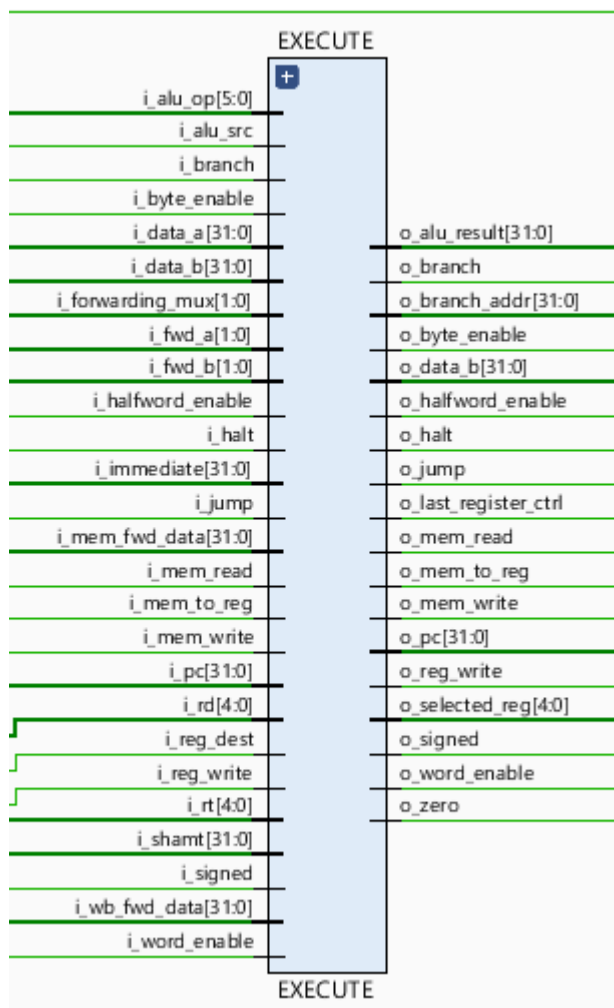 EXECUTE
i_alu_op[5:0]
i_alu_src
i_branch
i_byte_enable
i_data_a[31:0]
i_data_b[31:0]
i_forwarding_mux[1:0]
i_fwd_a[1:0]
i_fwd_b[1:0]
i_halfword_enable
i_halt
i_immediate[31:0]
i_jump
i_mem_fwd_data[31:0]
i_mem_read
i_mem_to_reg
i_mem_write
i_pc[31:0]
i_rd[4:0]
i_reg_dest
i_reg_write
i_rt[4:0]
i_shamt[31:0]
i_signed
i_wb_fwd_data[31:0]
i_word_enable
o_alu_result[31:0]
o_branch
o_branch_addr[31:0]
o_byte_enable
o_data_b[31:0]
o_halfword_enable
o_halt
o_jump
o_last_register_ctrl
o_mem_read
o_mem_to_reg
o_mem_write
o_pc[31:0]
o_reg_write
o_selected_reg[4:0]
o_signed
o_word_enable
o_zero
EXECUTE